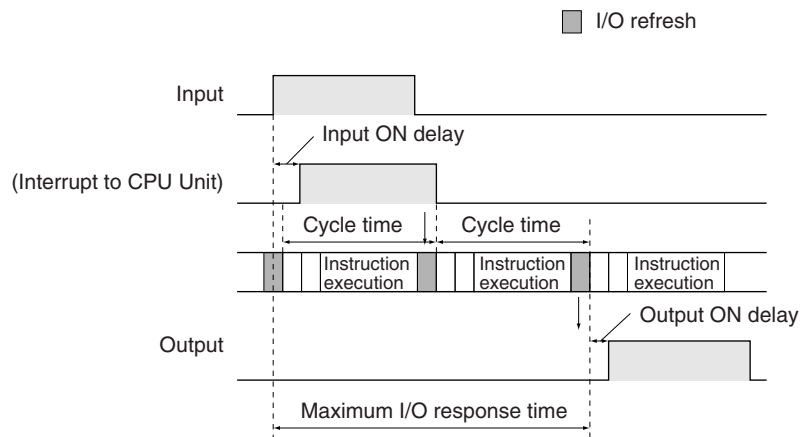 I/O refresh
Input
Input ON delay
(Interrupt to CPU Unit)
Cycle time
Cycle time
Instruction
execution
Instruction
execution
Instruction
execution
Output ON delay
Output
Maximum I/O response time